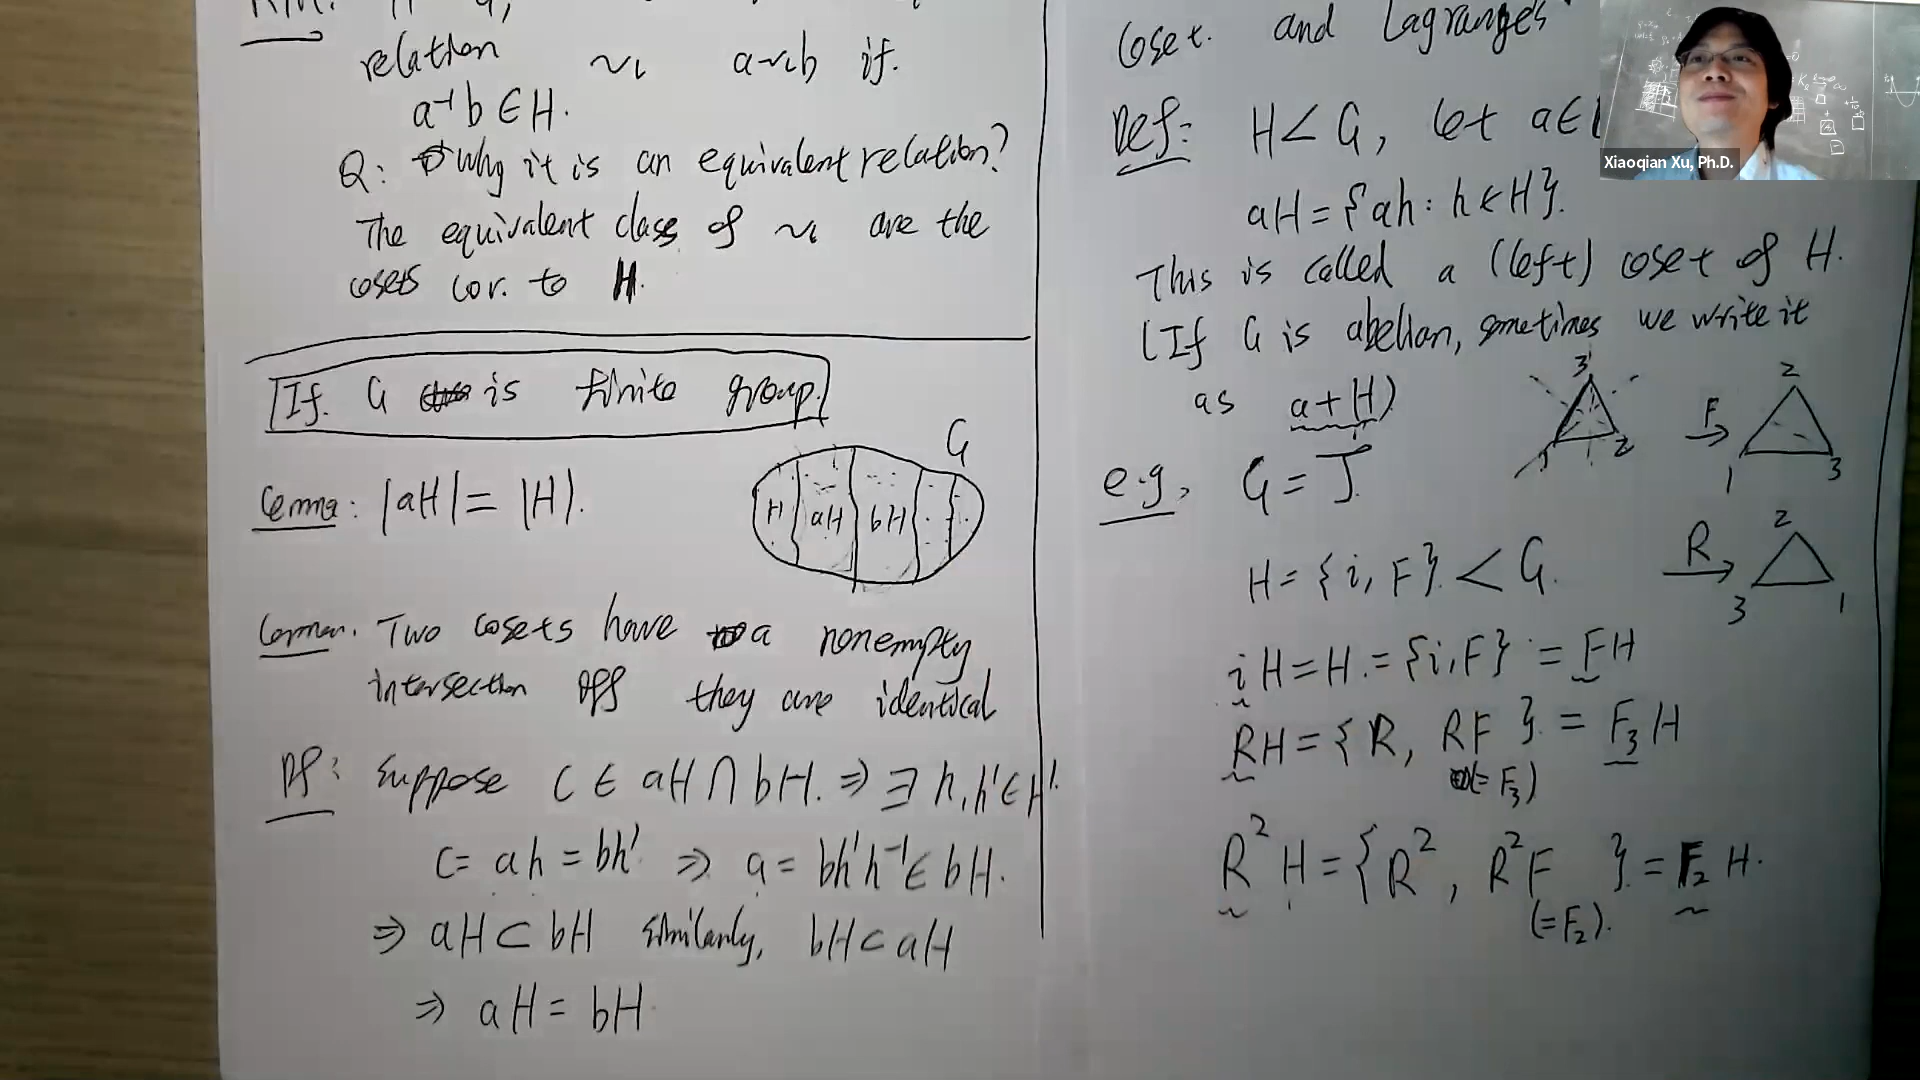 relation ~ₗ a~ₗb if.
a⁻¹b ∈ H.
Q: Why it is an equivalent relation?
The equivalent class of ~ₗ are the
cosets cor. to H.
If G is finite group.
G
H aH bH
Lemma: |aH| = |H|.
Lemma. Two cosets have a nonempty
intersection iff they are identical
Pf: Suppose C ∈ aH ∩ bH. ⇒ ∃ h, h' ∈ H.
C = ah = bh' ⇒ a = bh'h⁻¹ ∈ bH.
⇒ aH ⊂ bH similarly, bH ⊂ aH
⇒ aH = bH
Coset. and Lagrange's
Def: H < G, let a ∈
aH = {ah : h ∈ H}.
This is called a (left) coset of H.
(If G is abelian, sometimes we write it
as a + H)
3 1 2
F
2 1 3
e.g, G = T.
H = {i, F} < G.
R
2 3 1
iH = H. = {i, F} = FH
RH = {R, RF} = F₃H
(= F₃)
R²H = {R², R²F} = F₂H.
(= F₂).
Xiaoqian Xu, Ph.D.